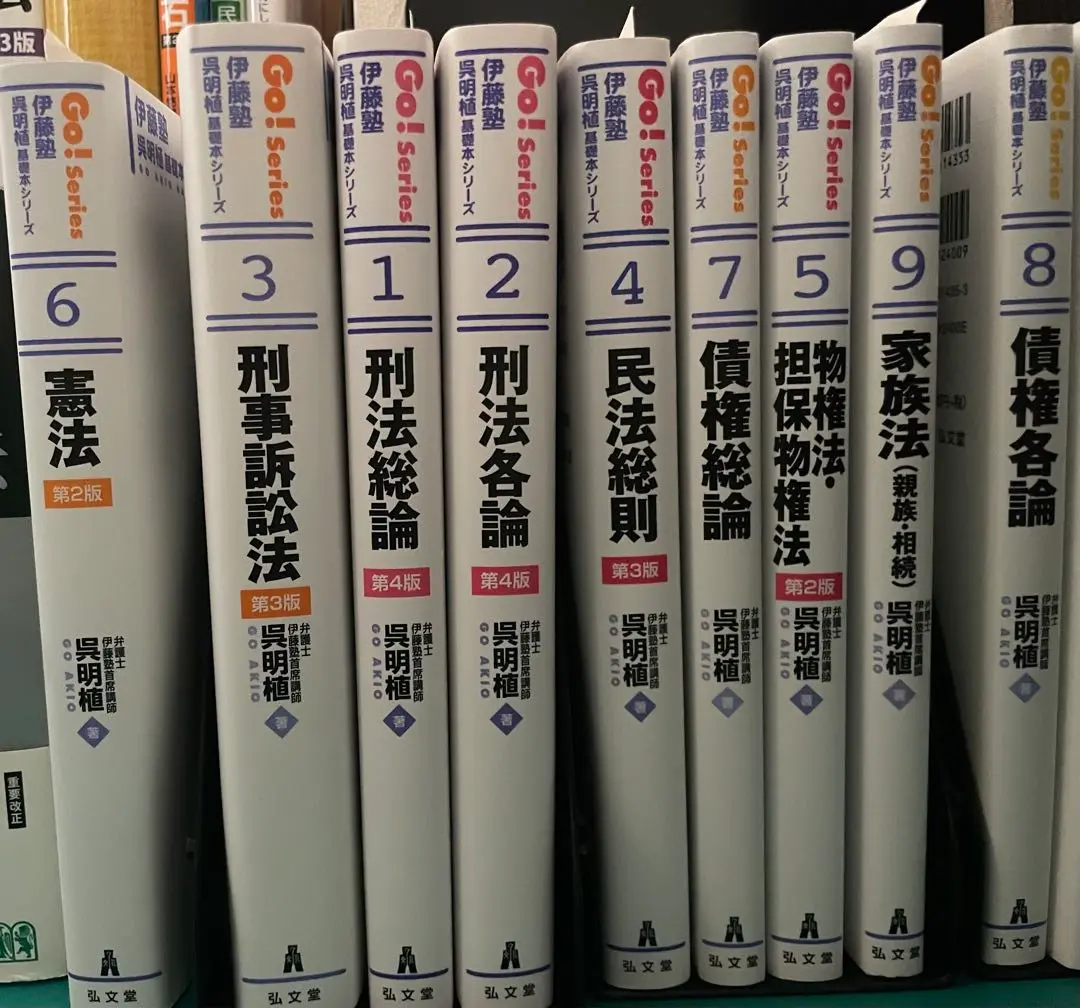 3版
重要改正
Go! Series
伊藤塾
呉明植 基礎本シリーズ
6
憲法
第2版
弁護士
伊藤塾首席講師
呉明植
GO AKIO
著
弘文堂
伊藤塾
呉明植 基礎本
Go! Series
伊藤塾
呉明植 基礎本シリーズ
3
刑事訴訟法
第3版
弁護士
伊藤塾首席講師
呉明植
GO AKIO
著
弘文堂
Go! Series
伊藤塾
呉明植 基礎本シリーズ
1
刑法総論
第4版
弁護士
伊藤塾首席講師
呉明植
GO AKIO
著
弘文堂
Go! Series
伊藤塾
呉明植 基礎本シリーズ
2
刑法各論
第4版
弁護士
伊藤塾首席講師
呉明植
GO AKIO
著
弘文堂
Go! Series
伊藤塾
呉明植 基礎本シリーズ
4
民法総則
第3版
弁護士
伊藤塾首席講師
呉明植
GO AKIO
著
弘文堂
Go! Series
伊藤塾
呉明植 基礎本シリーズ
7
債権総論
弁護士
伊藤塾首席講師
呉明植
GO AKIO
著
弘文堂
Go! Series
伊藤塾
呉明植 基礎本シリーズ
5
物権法・
担保物権法
第2版
弁護士
伊藤塾首席講師
呉明植
GO AKIO
著
弘文堂
Go! Series
伊藤塾
呉明植 基礎本シリーズ
9
家族法(親族・相続)
弁護士
伊藤塾首席講師
呉明植
GO AKIO
著
弘文堂
14353
24009
弘文堂
Go! Series
伊藤塾
呉明植 基礎本シリーズ
8
債権各論
弁護士
伊藤塾首席講師
呉明植
GO AKIO
著
弘文堂